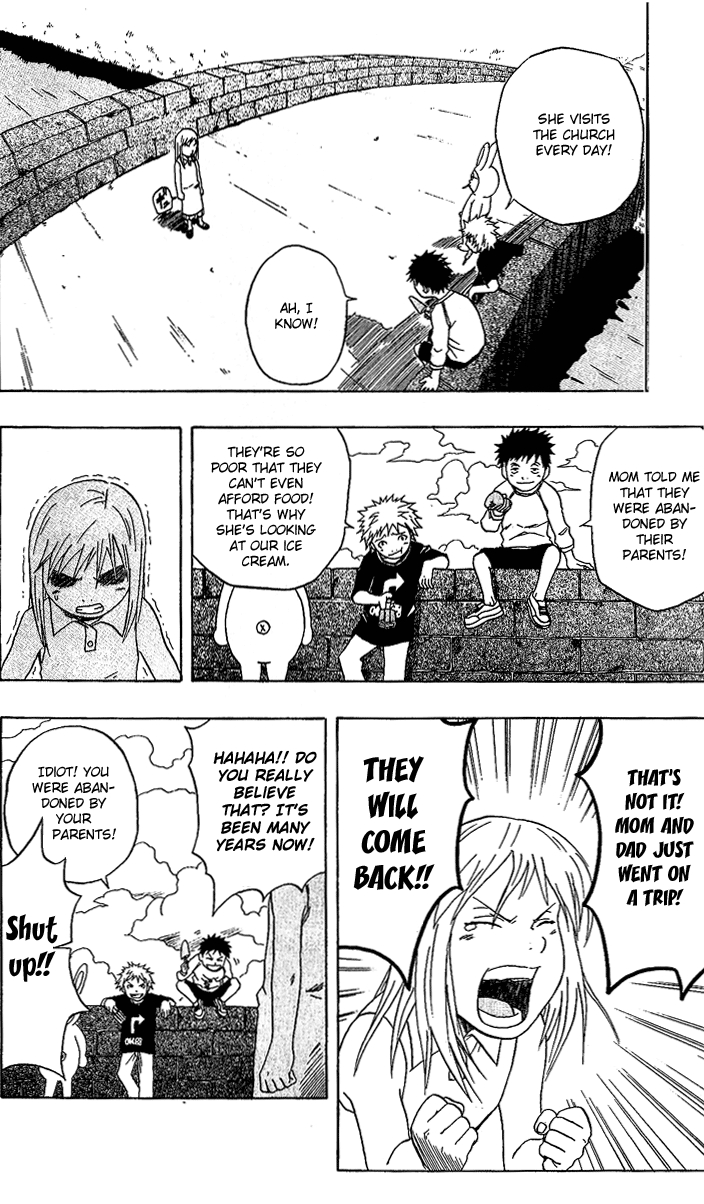 SHE VISITS
THE CHURCH
EVERY DAY!
AH, I
KNOW!
MOM TOLD ME
THAT THEY
WERE ABAN-
DONED BY
THEIR
PARENTS!
THEY'RE SO
POOR THAT THEY
CAN'T EVEN
AFFORD FOOD!
THAT'S WHY
SHE'S LOOKING
AT OUR ICE
CREAM.
THAT'S
NOT IT!
MOM AND
DAD JUST
WENT ON
A TRIP!
THEY
WILL
COME
BACK!!
HAHAHA!! DO
YOU REALLY
BELIEVE
THAT? IT'S
BEEN MANY
YEARS NOW!
IDIOT! YOU
WERE ABAN-
DONED BY
YOUR
PARENTS!
Shut
up!!